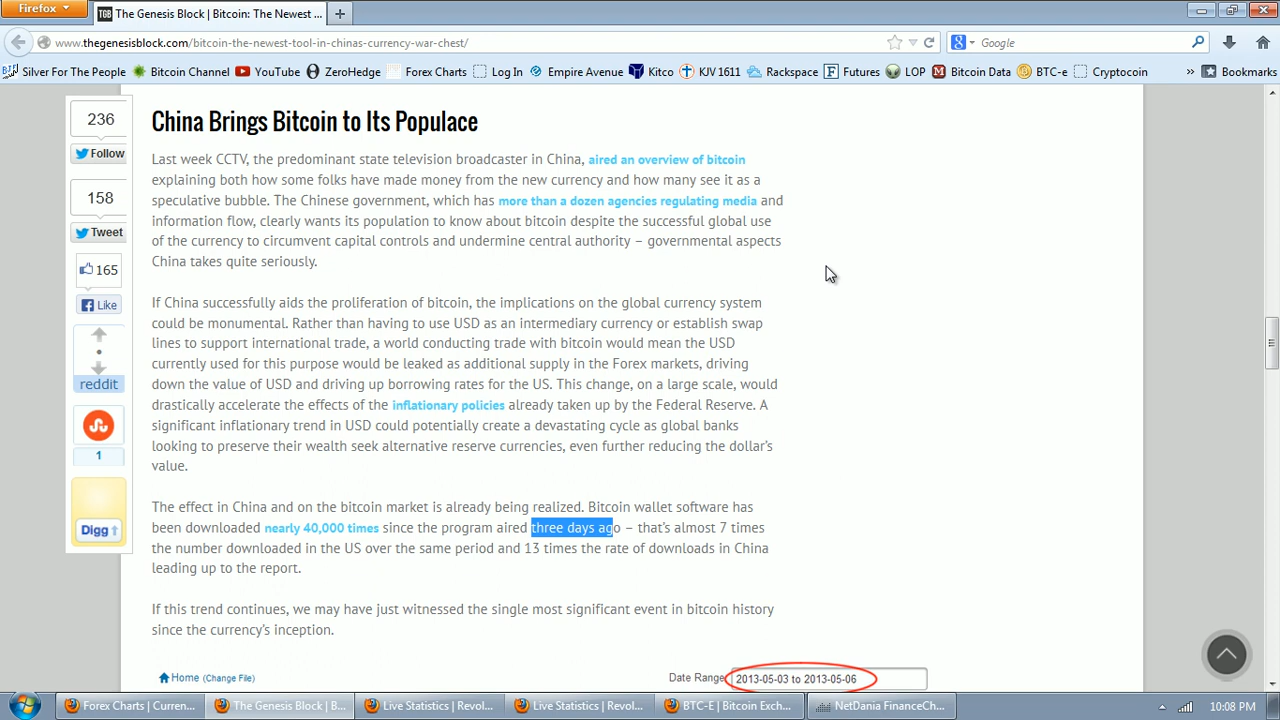 Firefox
The Genesis Block | Bitcoin: The Newest ...
www.thegenesisblock.com/bitcoin-the-newest-tool-in-chinas-currency-war-chest/
Google
Silver For The People
Bitcoin Channel
YouTube
ZeroHedge
Forex Charts
Log In
Empire Avenue
Kitco
KJV 1611
Rackspace
Futures
LOP
Bitcoin Data
BTC-e
Cryptocoin
Bookmarks
236
Follow
158
Tweet
165
Like
reddit
1
Digg
China Brings Bitcoin to Its Populace
Last week CCTV, the predominant state television broadcaster in China, aired an overview of bitcoin
explaining both how some folks have made money from the new currency and how many see it as a
speculative bubble. The Chinese government, which has more than a dozen agencies regulating media and
information flow, clearly wants its population to know about bitcoin despite the successful global use
of the currency to circumvent capital controls and undermine central authority – governmental aspects
China takes quite seriously.
If China successfully aids the proliferation of bitcoin, the implications on the global currency system
could be monumental. Rather than having to use USD as an intermediary currency or establish swap
lines to support international trade, a world conducting trade with bitcoin would mean the USD
currently used for this purpose would be leaked as additional supply in the Forex markets, driving
down the value of USD and driving up borrowing rates for the US. This change, on a large scale, would
drastically accelerate the effects of the inflationary policies already taken up by the Federal Reserve. A
significant inflationary trend in USD could potentially create a devastating cycle as global banks
looking to preserve their wealth seek alternative reserve currencies, even further reducing the dollar's
value.
The effect in China and on the bitcoin market is already being realized. Bitcoin wallet software has
been downloaded nearly 40,000 times since the program aired three days ago – that's almost 7 times
the number downloaded in the US over the same period and 13 times the rate of downloads in China
leading up to the report.
If this trend continues, we may have just witnessed the single most significant event in bitcoin history
since the currency's inception.
Home (Change File)
Date Range
2013-05-03 to 2013-05-06
Forex Charts | Curren...
The Genesis Block | B...
Live Statistics | Revol...
Live Statistics | Revol...
BTC-E | Bitcoin Exch...
NetDania FinanceCh...
10:08 PM